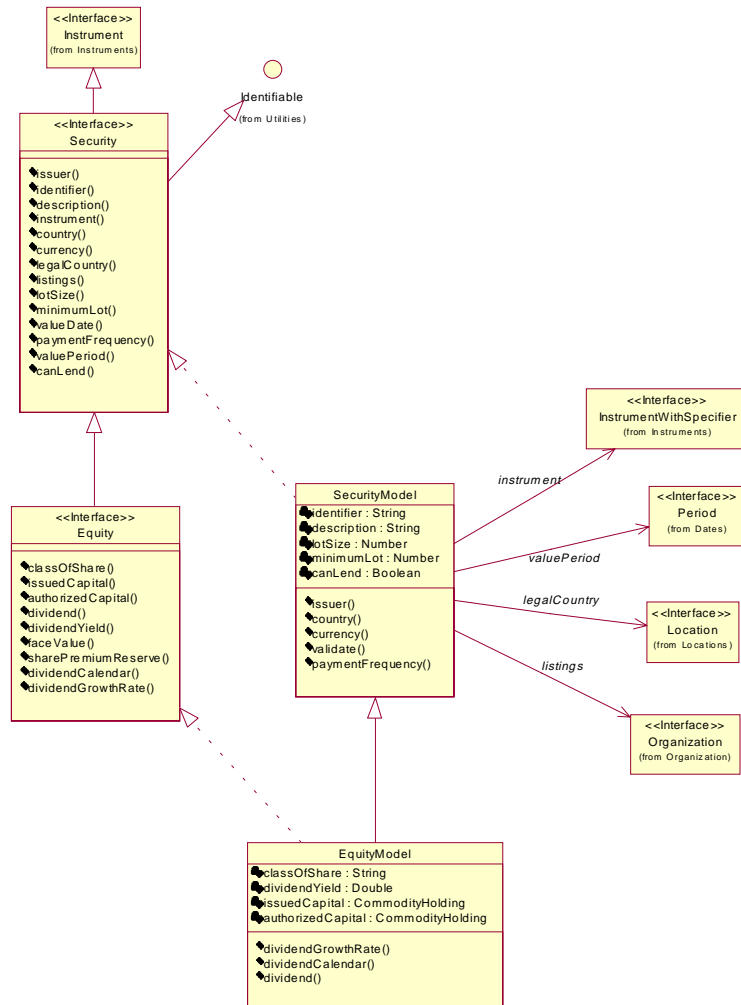 <<Interface>>
Instrument
(from Instruments)
Identifiable
(from Utilities)
<<Interface>>
Security
issuer()
identifier()
description()
instrument()
country()
currency()
legalCountry()
listings()
lotSize()
minimumLot()
valueDate()
paymentFrequency()
valuePeriod()
canLend()
<<Interface>>
InstrumentWithSpecifier
(from Instruments)
instrument
<<Interface>>
Period
(from Dates)
valuePeriod
<<Interface>>
Location
(from Locations)
legalCountry
<<Interface>>
Organization
(from Organization)
listings
SecurityModel
identifier : String
description : String
lotSize : Number
minimumLot : Number
canLend : Boolean
issuer()
country()
currency()
validate()
paymentFrequency()
<<Interface>>
Equity
classOfShare()
issuedCapital()
authorizedCapital()
dividend()
dividendYield()
faceValue()
sharePremiumReserve()
dividendCalendar()
dividendGrowthRate()
EquityModel
classOfShare : String
dividendYield : Double
issuedCapital : CommodityHolding
authorizedCapital : CommodityHolding
dividendGrowthRate()
dividendCalendar()
dividend()